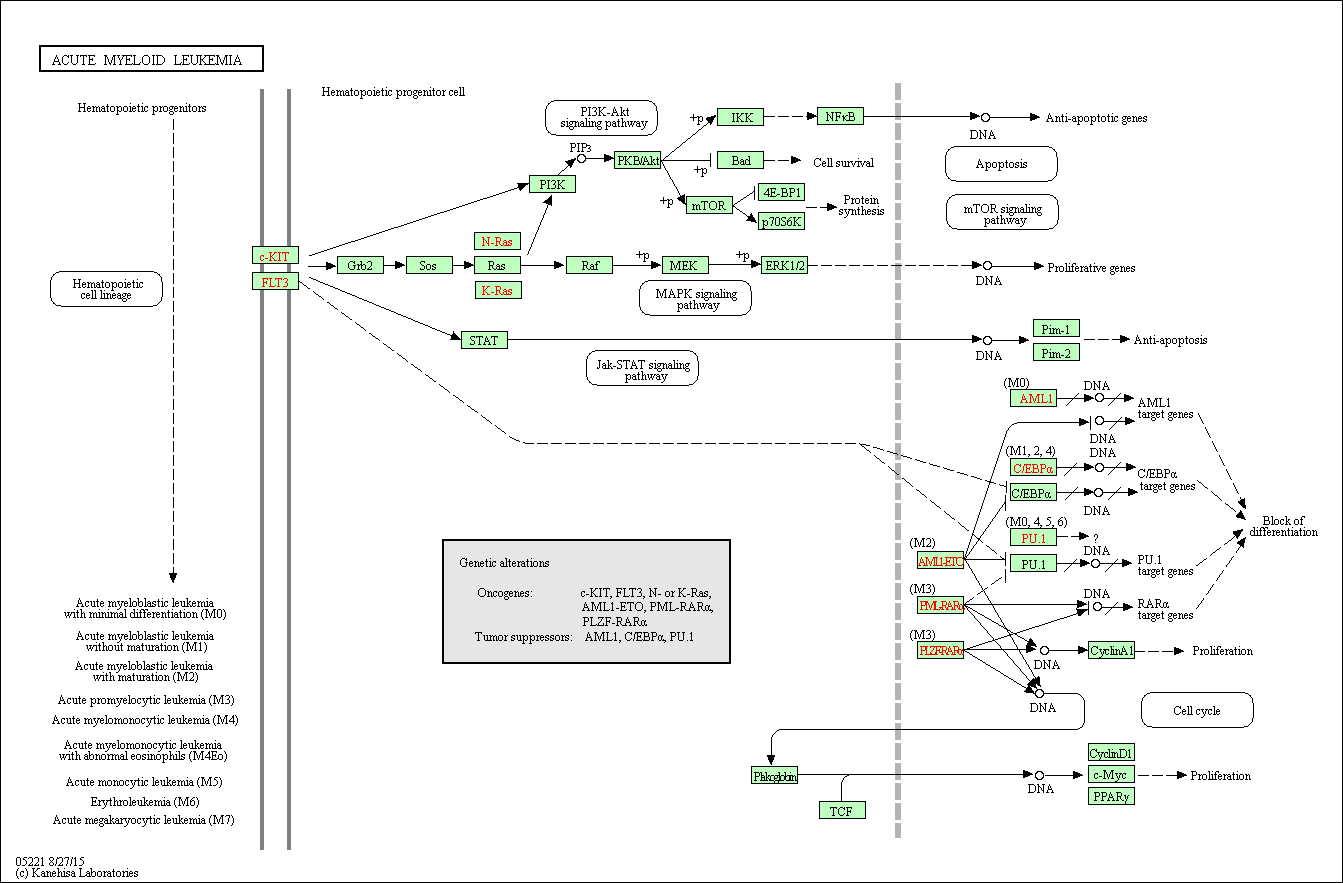 ACUTE MYELOID LEUKEMIA
Hematopoietic progenitors
Hematopoietic progenitor cell
PI3K-Akt
signaling pathway
+p
IKK
NFκB
DNA
Anti-apoptotic genes
PIP3
PKB/Akt
+p
Bad
Cell survival
Apoptosis
PI3K
+p
mTOR
4E-BP1
p70S6K
Protein
synthesis
mTOR signaling
pathway
c-KIT
FLT3
Hematopoietic
cell lineage
Grb2
Sos
N-Ras
Ras
K-Ras
Raf
+p
MEK
+p
ERK1/2
DNA
Proliferative genes
MAPK signaling
pathway
STAT
Jak-STAT signaling
pathway
DNA
Pim-1
Pim-2
Anti-apoptosis
(M0)
AML1
DNA
AML1
target genes
DNA
(M1, 2, 4)
DNA
C/EBPα
C/EBPα
C/EBPα
target genes
DNA
(M0, 4, 5, 6)
PU.1
?
Block of
differentiation
(M2)
AML1-ETO
PU.1
DNA
PU.1
target genes
(M3)
PML-RARα
DNA
RARα
target genes
(M3)
PLZF-RARα
DNA
CyclinA1
Proliferation
DNA
Cell cycle
Genetic alterations
Oncogenes: c-KIT, FLT3, N- or K-Ras,
AML1-ETO, PML-RARα,
PLZF-RARα
Tumor suppressors: AML1, C/EBPα, PU.1
Plakoglobin
TCF
DNA
CyclinD1
c-Myc
PPARγ
Proliferation
Acute myeloblastic leukemia
with minimal differentiation (M0)
Acute myeloblastic leukemia
without maturation (M1)
Acute myeloblastic leukemia
with maturation (M2)
Acute promyelocytic leukemia (M3)
Acute myelomonocytic leukemia (M4)
Acute myelomonocytic leukemia
with abnormal eosinophils (M4Eo)
Acute monocytic leukemia (M5)
Erythroleukemia (M6)
Acute megakaryocytic leukemia (M7)
05221 8/27/15
(c) Kanehisa Laboratories